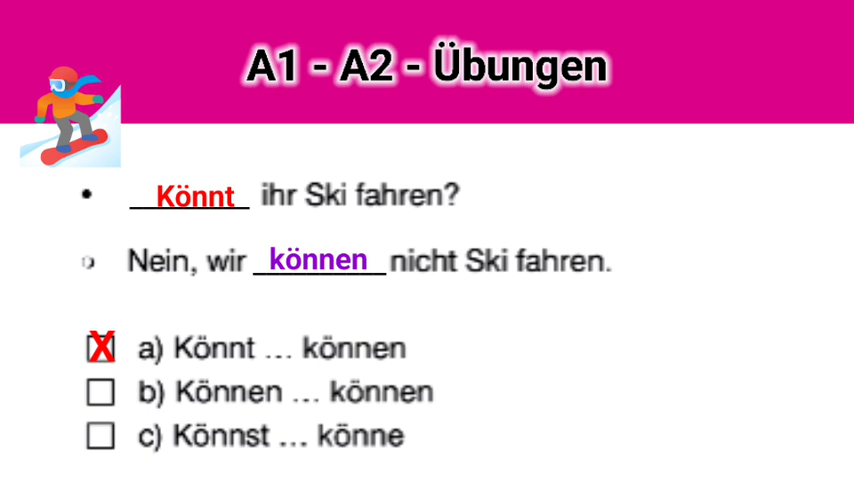 A1 - A2 - Übungen
• Könnt ihr Ski fahren?
○ Nein, wir können nicht Ski fahren.
X a) Könnt ... können
☐ b) Können ... können
☐ c) Könnst ... könne